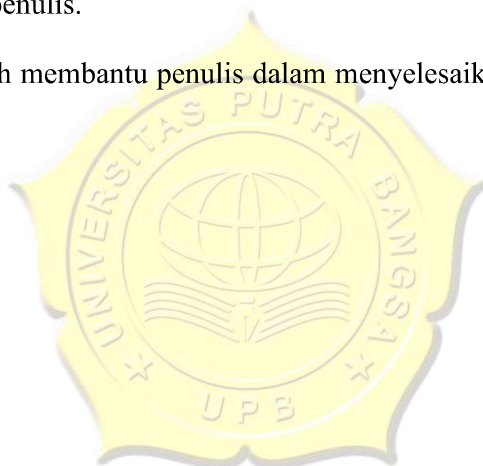 penulis.
h membantu penulis dalam menyelesaik
UNIVERSITAS PUTRA BANGSA
UPB